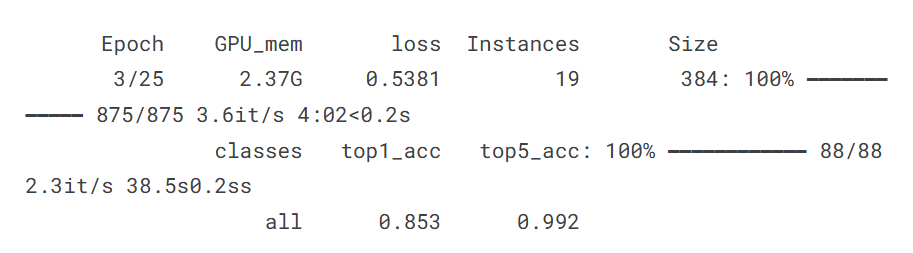 Epoch GPU_mem loss Instances Size
3/25 2.37G 0.5381 19 384: 100% ━━━━━━━
━━━━━ 875/875 3.6it/s 4:02<0.2s
classes top1_acc top5_acc: 100% ━━━━━━━━━━━━ 88/88
2.3it/s 38.5s0.2ss
all 0.853 0.992